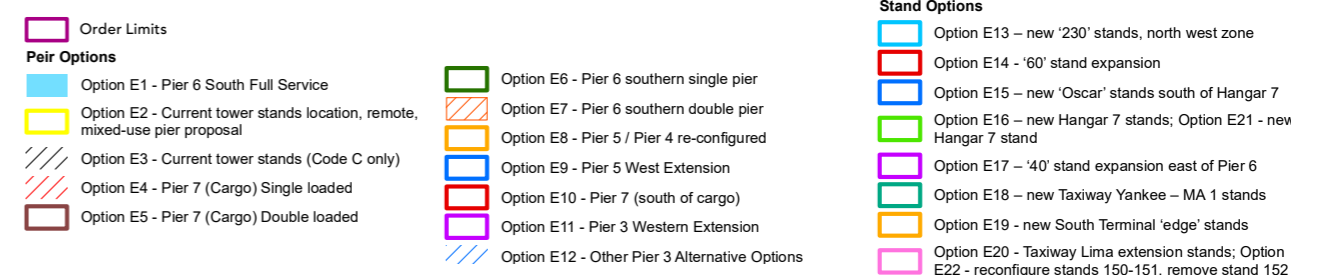 Order Limits
Peir Options
Option E1 - Pier 6 South Full Service
Option E2 - Current tower stands location, remote,
mixed-use pier proposal
Option E3 - Current tower stands (Code C only)
Option E4 - Pier 7 (Cargo) Single loaded
Option E5 - Pier 7 (Cargo) Double loaded
Option E6 - Pier 6 southern single pier
Option E7 - Pier 6 southern double pier
Option E8 - Pier 5 / Pier 4 re-configured
Option E9 - Pier 5 West Extension
Option E10 - Pier 7 (south of cargo)
Option E11 - Pier 3 Western Extension
Option E12 - Other Pier 3 Alternative Options
Stand Options
Option E13 – new ‘230’ stands, north west zone
Option E14 - ‘60’ stand expansion
Option E15 – new ‘Oscar’ stands south of Hangar 7
Option E16 – new Hangar 7 stands; Option E21 - new
Hangar 7 stand
Option E17 – ‘40’ stand expansion east of Pier 6
Option E18 – new Taxiway Yankee – MA 1 stands
Option E19 - new South Terminal ‘edge’ stands
Option E20 - Taxiway Lima extension stands; Option
E22 - reconfigure stands 150-151, remove stand 152